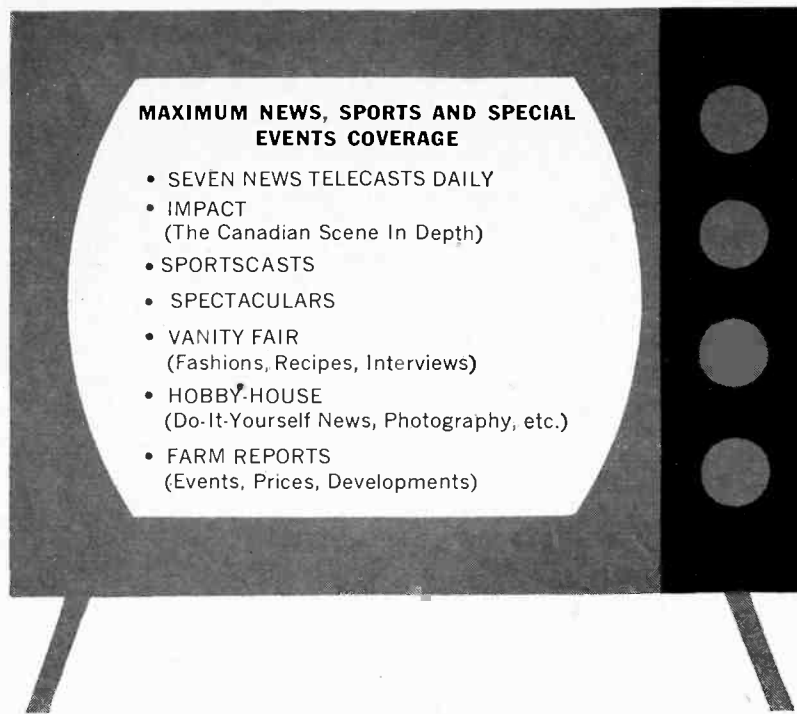 MAXIMUM NEWS, SPORTS AND SPECIAL
EVENTS COVERAGE
• SEVEN NEWS TELECASTS DAILY
• IMPACT
(The Canadian Scene In Depth)
• SPORTSCASTS
• SPECTACULARS
• VANITY FAIR
(Fashions, Recipes, Interviews)
• HOBBY-HOUSE
(Do-It-Yourself News, Photography, etc.)
• FARM REPORTS
(Events, Prices, Developments)